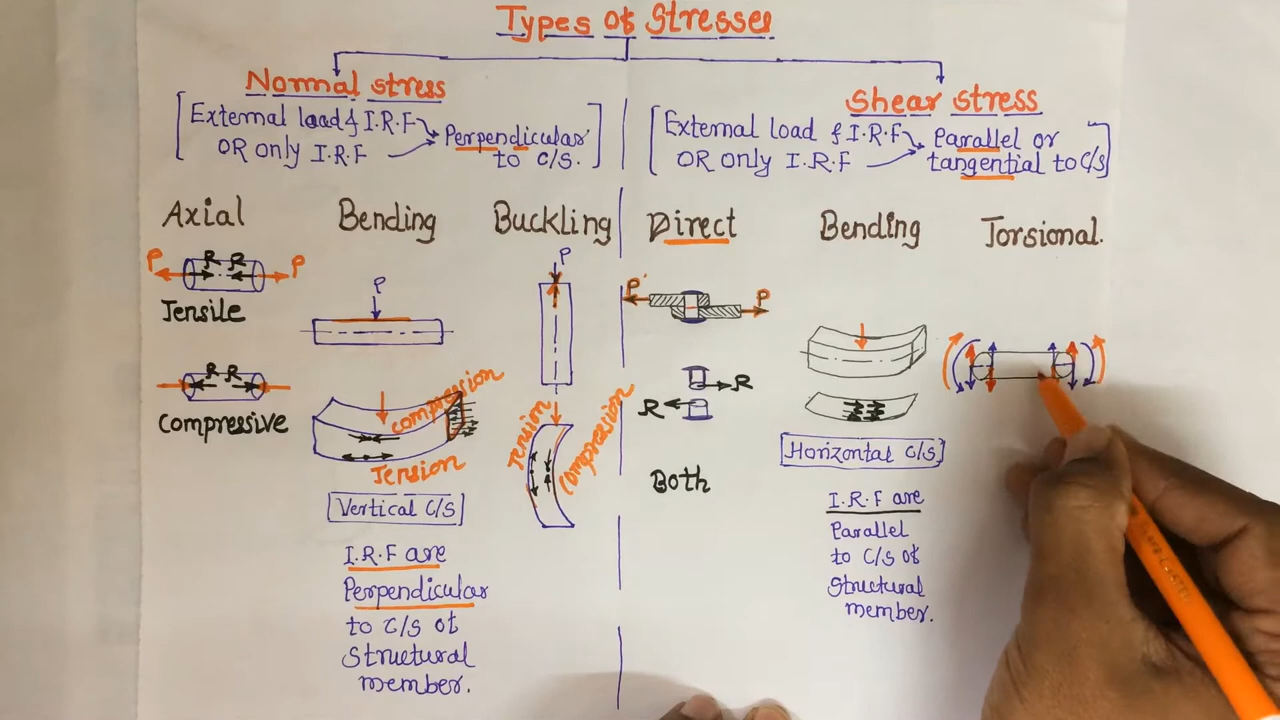 Types of Stresses
Normal stress
[External load & I.R.F
OR only I.R.F
Perpendicular
to C/S.]
Shear stress
[External load & I.R.F
OR only I.R.F
Parallel or
tangential to C/S]
Axial
P R R P
Tensile
R R
Compressive
Bending
P
compression
Tension
Vertical C/S
I.R.F are
Perpendicular
to C/S of
Structural
member.
Buckling
P
Tension
compression
Direct
P P
R
R
Both
Bending
Horizontal C/S
I.R.F are
Parallel
to C/S of
Structural
member.
Torsional.